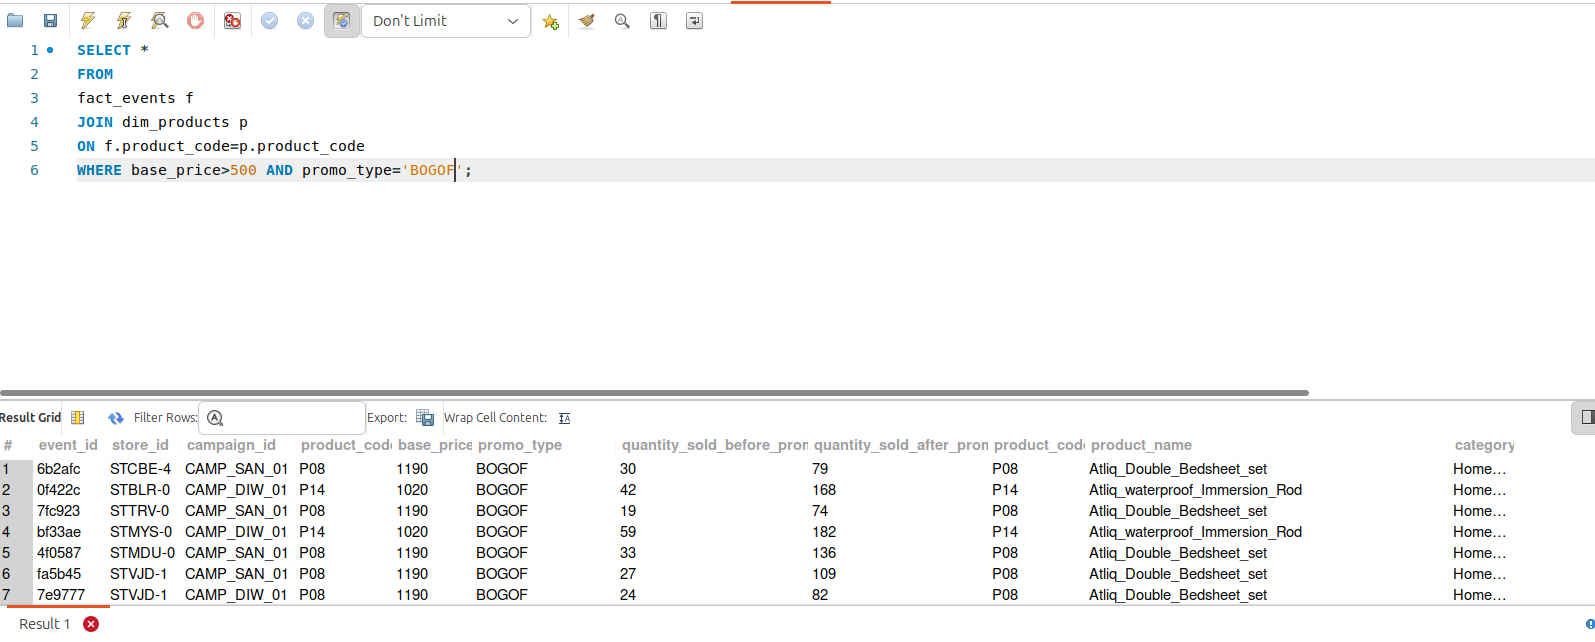 Don't Limit
1 SELECT *
2 FROM
3 fact_events f
4 JOIN dim_products p
5 ON f.product_code=p.product_code
6 WHERE base_price>500 AND promo_type='BOGOF';
Result Grid Filter Rows: Export: Wrap Cell Content:
# event_id store_id campaign_id product_code base_price promo_type quantity_sold_before_pron quantity_sold_after_pron product_code product_name category
1 6b2afc STCBE-4 CAMP_SAN_01 P08 1190 BOGOF 30 79 P08 Atliq_Double_Bedsheet_set Home...
2 0f422c STBLR-0 CAMP_DIW_01 P14 1020 BOGOF 42 168 P14 Atliq_waterproof_Immersion_Rod Home...
3 7fc923 STTRV-0 CAMP_SAN_01 P08 1190 BOGOF 19 74 P08 Atliq_Double_Bedsheet_set Home...
4 bf33ae STMYS-0 CAMP_DIW_01 P14 1020 BOGOF 59 182 P14 Atliq_waterproof_Immersion_Rod Home...
5 4f0587 STMDU-0 CAMP_SAN_01 P08 1190 BOGOF 33 136 P08 Atliq_Double_Bedsheet_set Home...
6 fa5b45 STVJD-1 CAMP_SAN_01 P08 1190 BOGOF 27 109 P08 Atliq_Double_Bedsheet_set Home...
7 7e9777 STVJD-1 CAMP_DIW_01 P08 1190 BOGOF 24 82 P08 Atliq_Double_Bedsheet_set Home...
Result 1